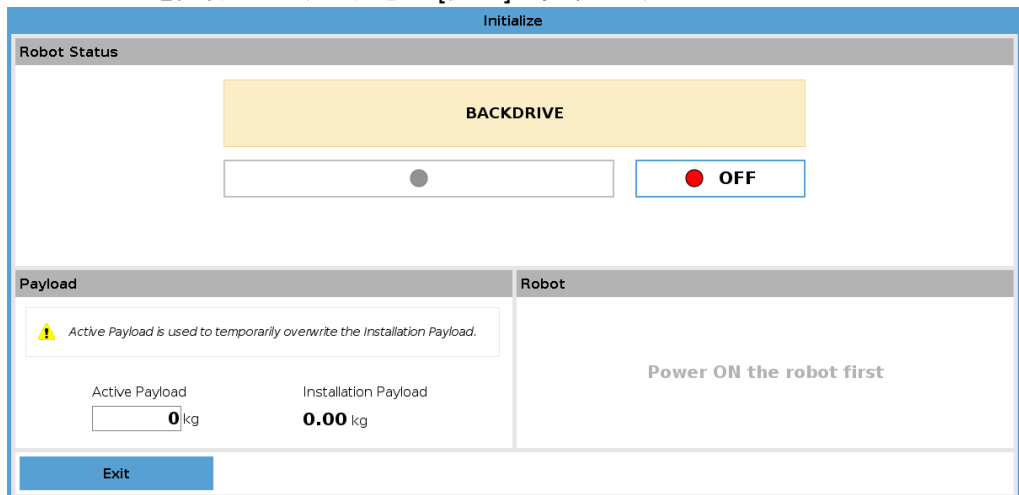 Initialize
Robot Status
BACKDRIVE
OFF
Payload
Robot
Active Payload is used to temporarily overwrite the Installation Payload.
Power ON the robot first
Active Payload
Installation Payload
0 kg
0.00 kg
Exit